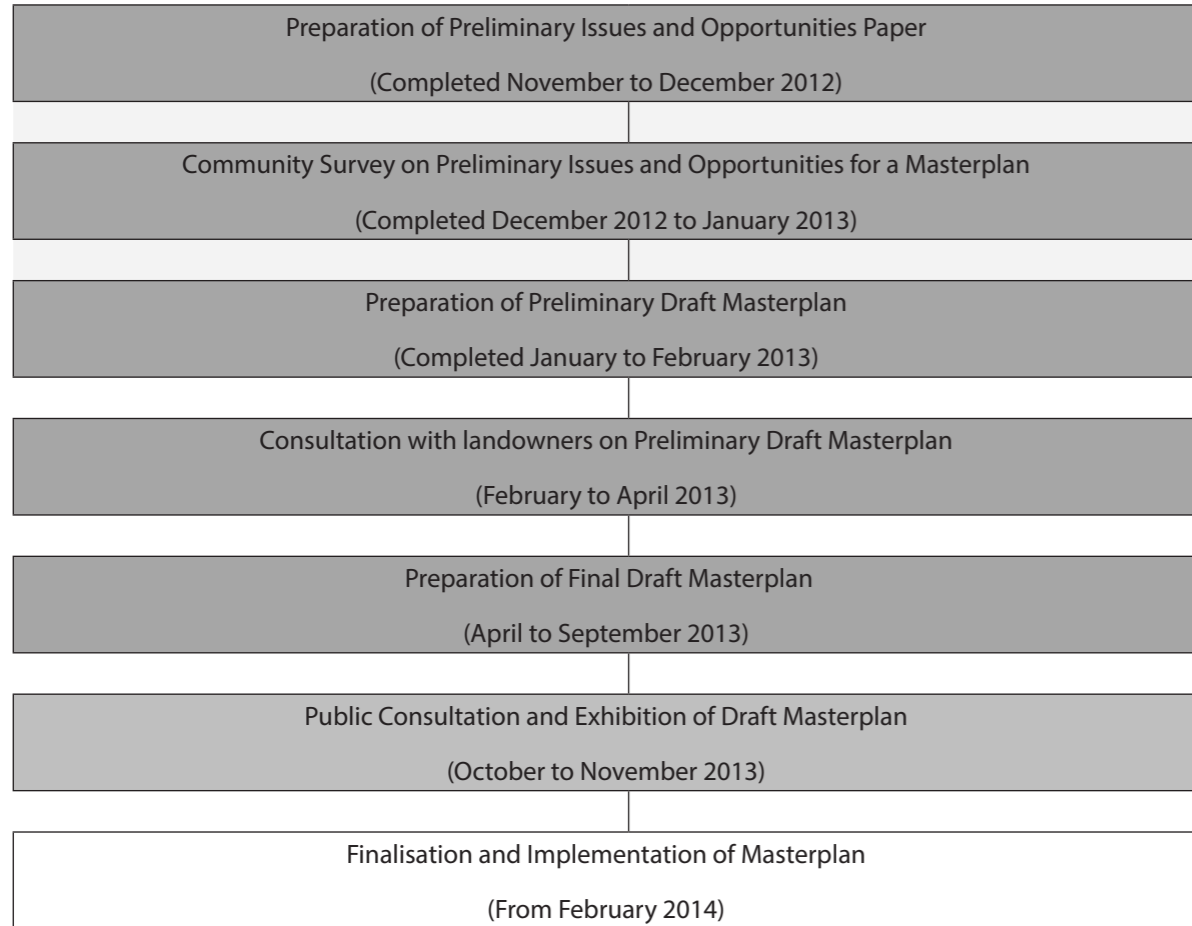 Preparation of Preliminary Issues and Opportunities Paper
(Completed November to December 2012)
Community Survey on Preliminary Issues and Opportunities for a Masterplan
(Completed December 2012 to January 2013)
Preparation of Preliminary Draft Masterplan
(Completed January to February 2013)
Consultation with landowners on Preliminary Draft Masterplan
(February to April 2013)
Preparation of Final Draft Masterplan
(April to September 2013)
Public Consultation and Exhibition of Draft Masterplan
(October to November 2013)
Finalisation and Implementation of Masterplan
(From February 2014)